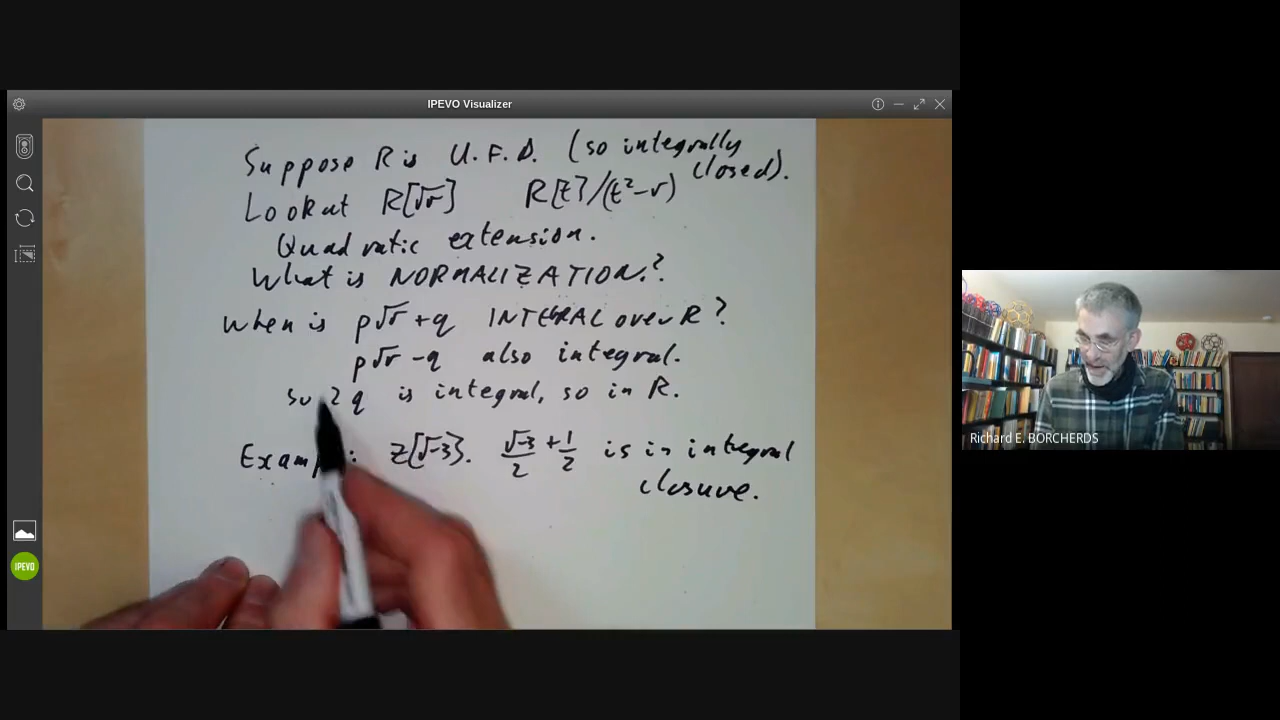 IPEVO Visualizer
Suppose R is U.F.D. (so integrally closed).
Look at R[√r] R[t]/(t²-r)
Quadratic extension.
What is NORMALIZATION?
When is p√r + q INTEGRAL over R?
p√r - q also integral.
so 2q is integral, so in R.
Z[√-3]. √-3/2 + 1/2 is in integral
closure.
Richard E. BORCHERDS
IPEVO